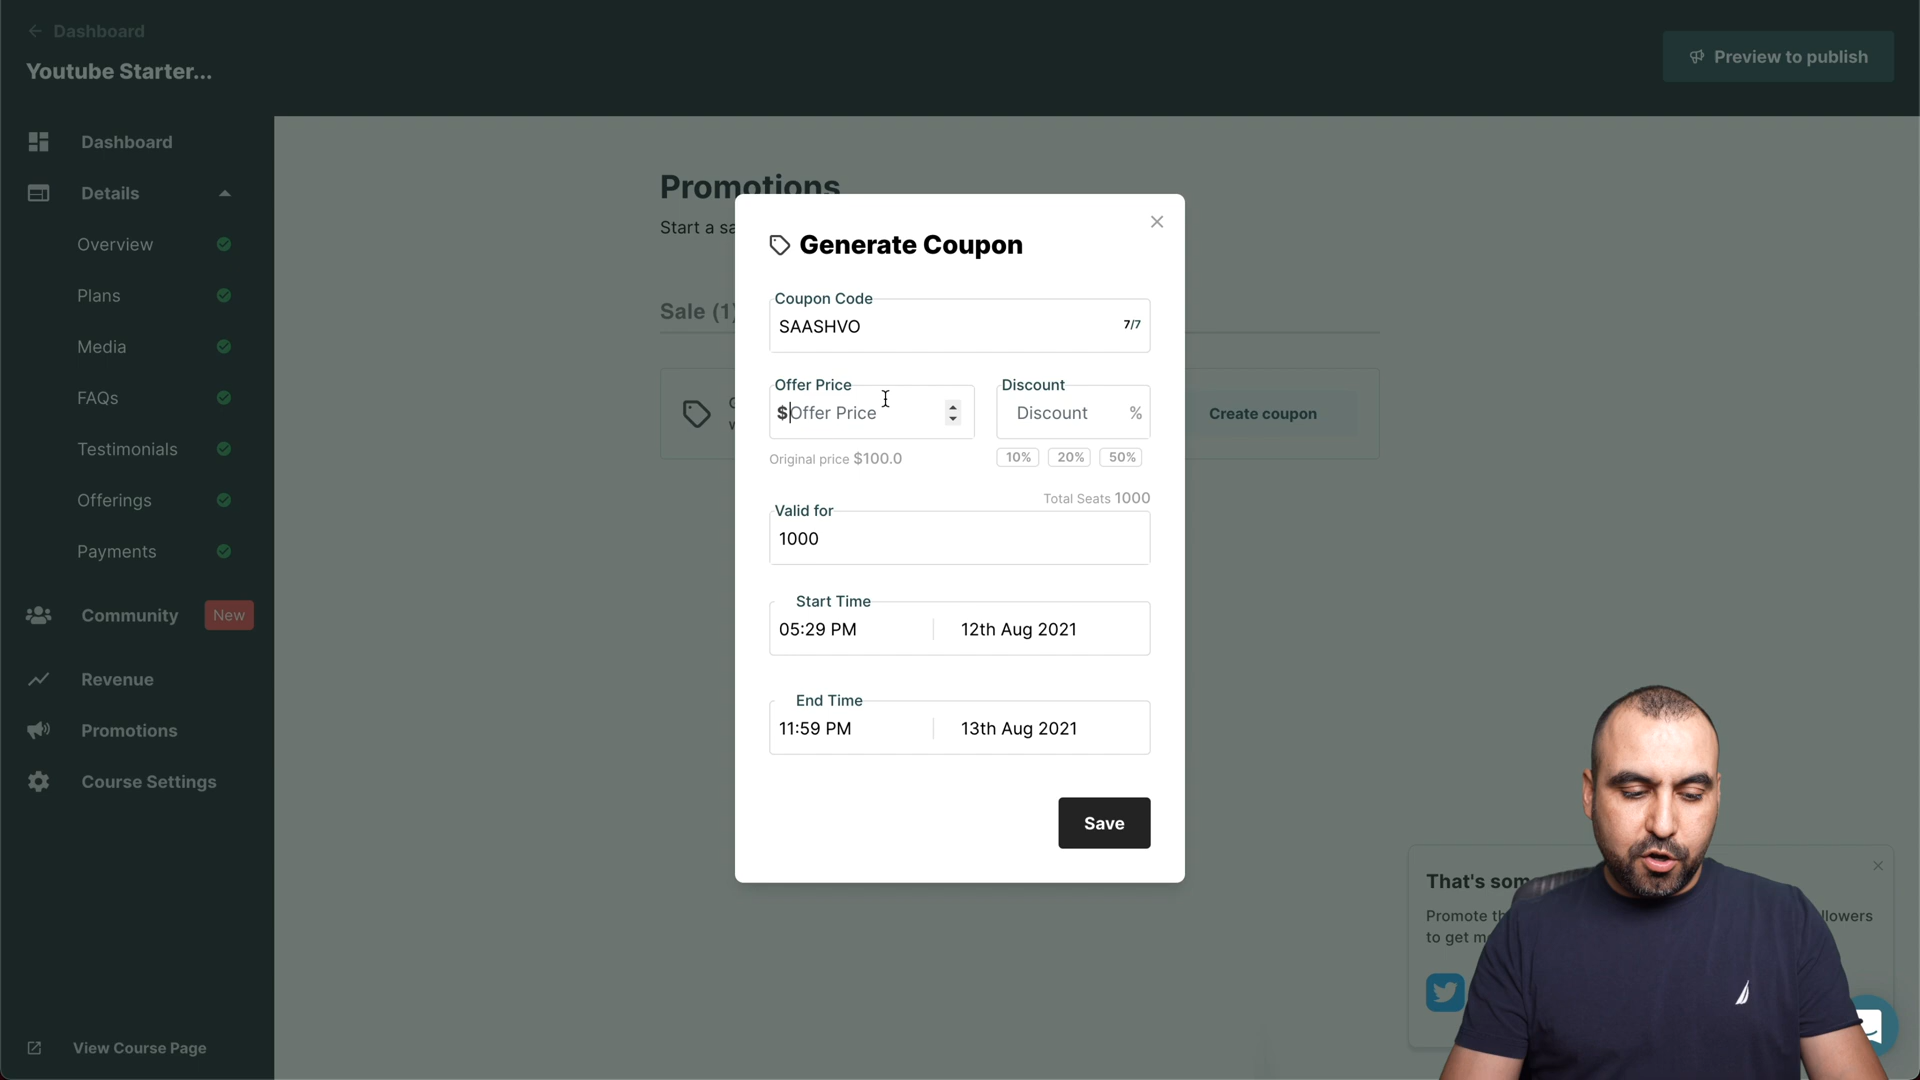 Dashboard
Youtube Starter...
Preview to publish
Dashboard
Details
Overview
Plans
Media
FAQs
Testimonials
Offerings
Payments
Community
New
Revenue
Promotions
Course Settings
View Course Page
Promotions
Start a sa
Sale (1)
Create coupon
Generate Coupon
Coupon Code
SAASHVO
7/7
Offer Price
Discount
$Offer Price
Discount
%
Original price $100.0
10%
20%
50%
Total Seats 1000
Valid for
1000
Start Time
05:29 PM
12th Aug 2021
End Time
11:59 PM
13th Aug 2021
Save
That's som
Promote th
llowers
to get m